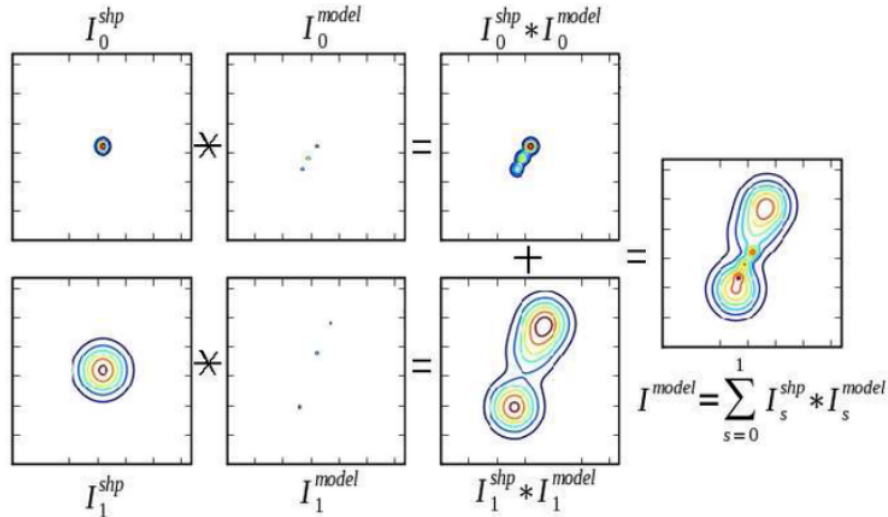 I_0^{shp} I_0^{model} I_0^{shp} * I_0^{model}
* =
+ =
* =
I^{model} = \sum_{s=0}^{1} I_s^{shp} * I_s^{model}
I_1^{shp} I_1^{model} I_1^{shp} * I_1^{model}